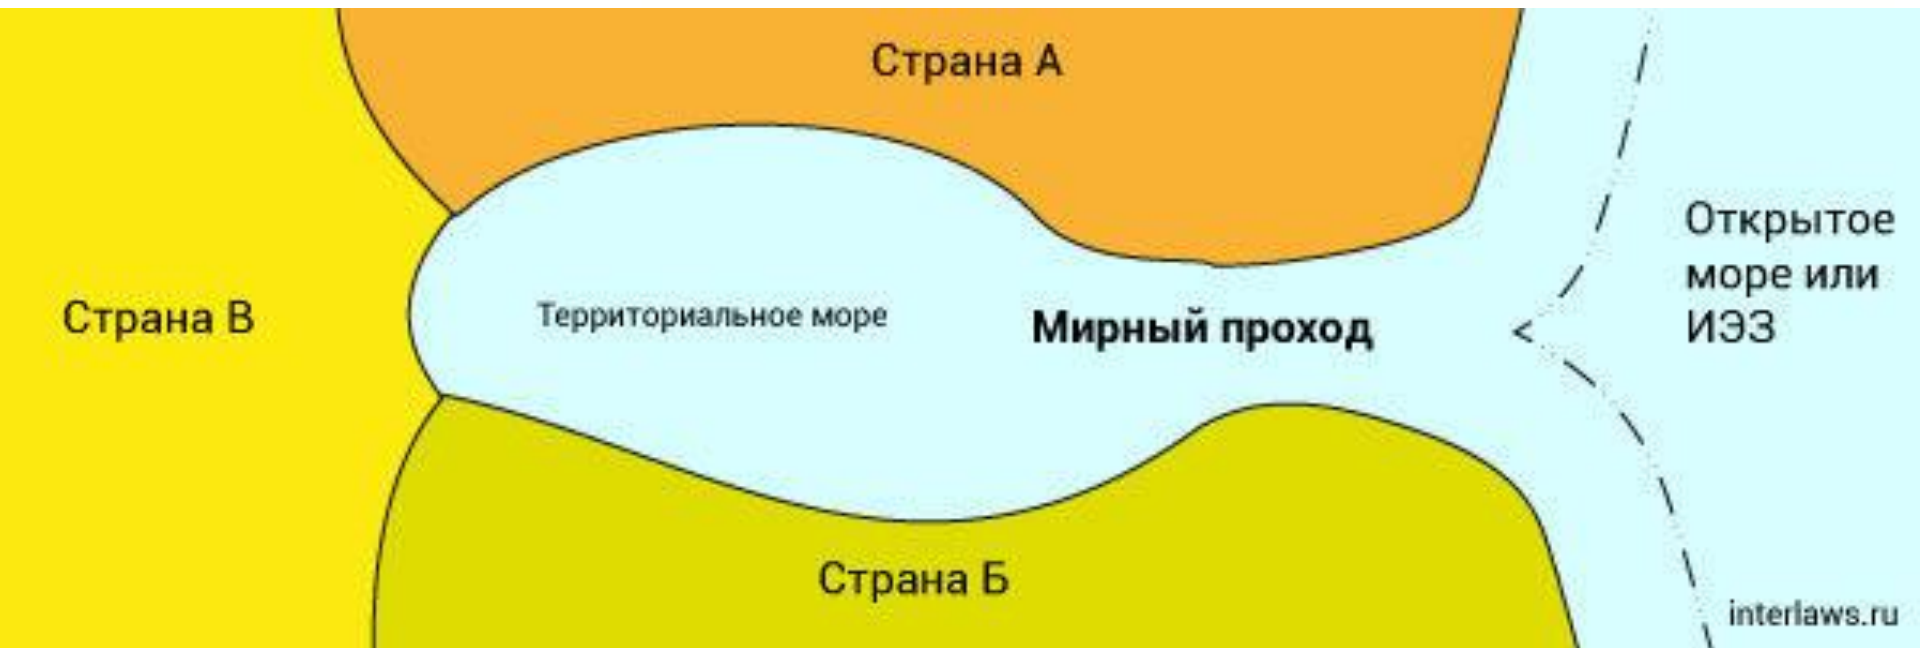 Страна А
Открытое
море или
ИЭЗ
Страна В
Территориальное море
Мирный проход
Страна Б
interlaws.ru